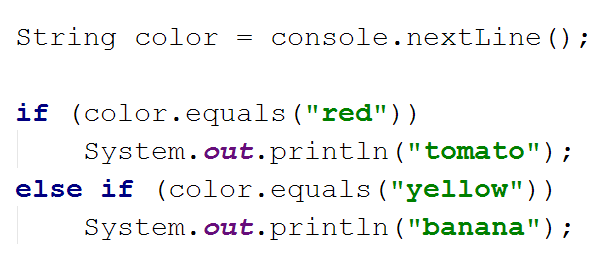 String color = console.nextLine();
if (color.equals("red"))
System.out.println("tomato");
else if (color.equals("yellow"))
System.out.println("banana");